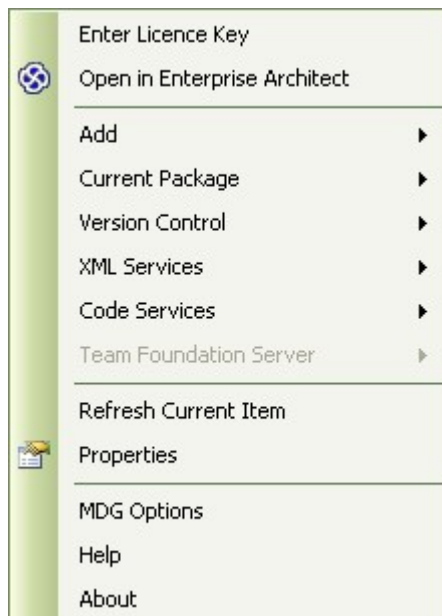 Enter Licence Key
Open in Enterprise Architect
Add
Current Package
Version Control
XML Services
Code Services
Team Foundation Server
Refresh Current Item
Properties
MDG Options
Help
About